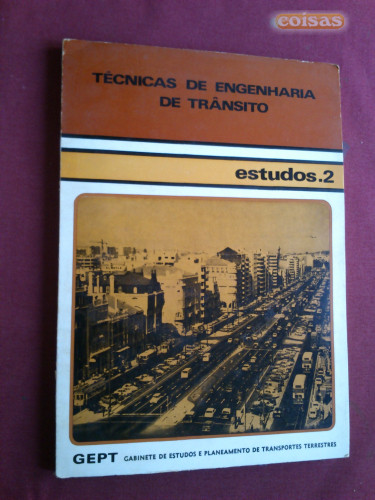 coisas
TÉCNICAS DE ENGENHARIA
DE TRÂNSITO
estudos.2
GEPT GABINETE DE ESTUDOS E PLANEAMENTO DE TRANSPORTES TERRESTRES